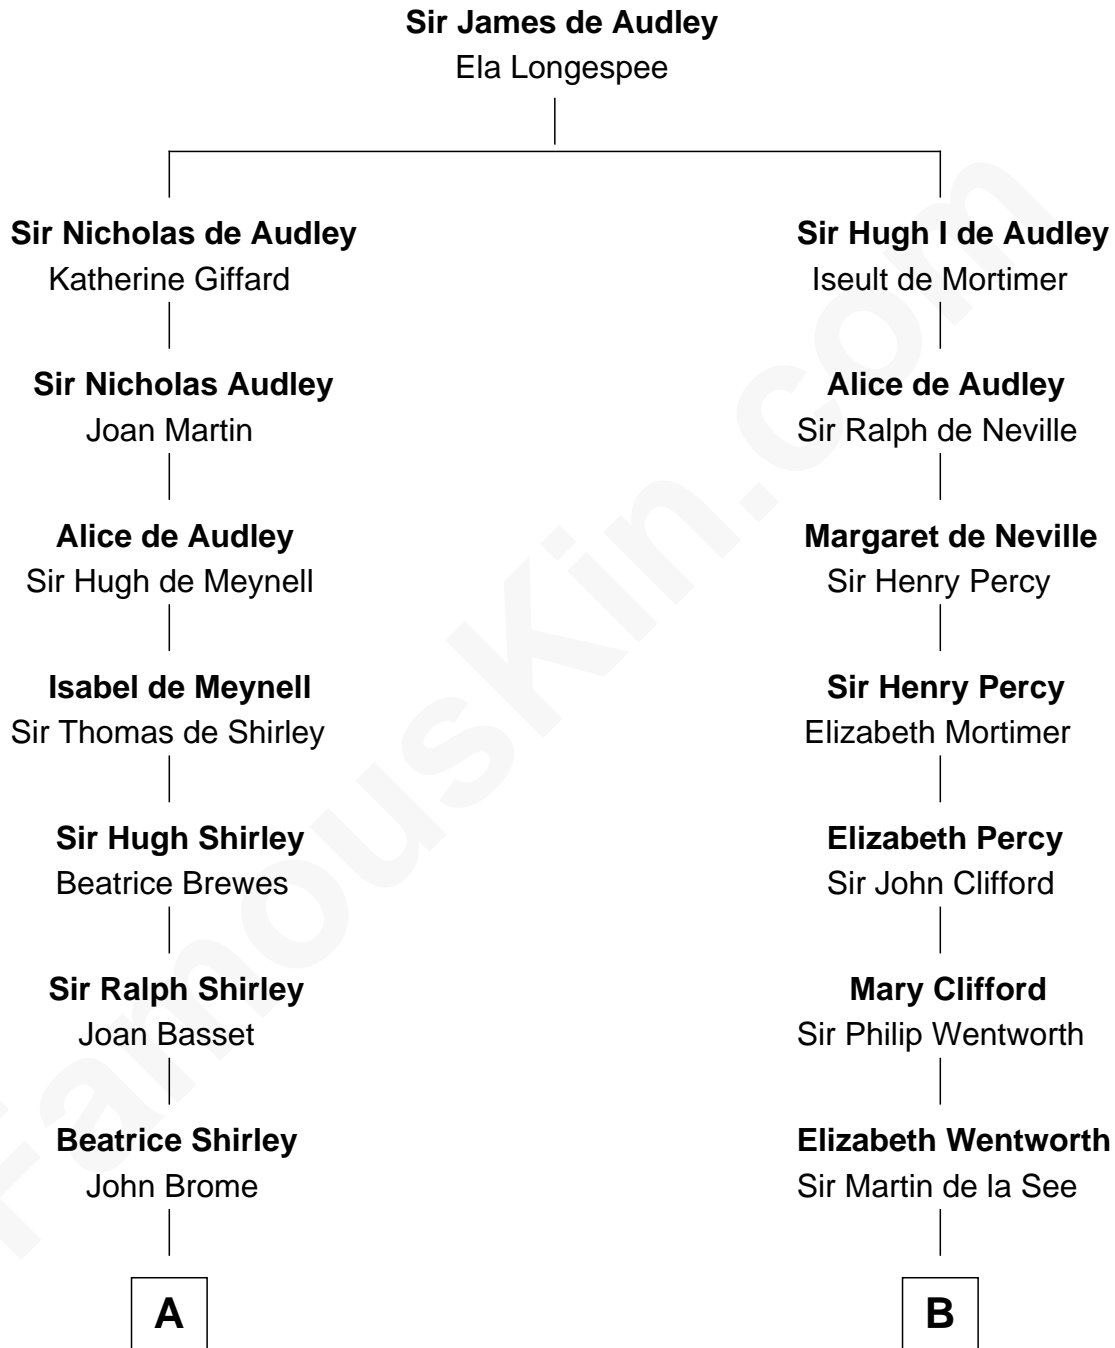 Sir James de Audley
Ela Longespee
Sir Nicholas de Audley
Katherine Giffard
Sir Nicholas Audley
Joan Martin
Alice de Audley
Sir Hugh de Meynell
Isabel de Meynell
Sir Thomas de Shirley
Sir Hugh Shirley
Beatrice Brewes
Sir Ralph Shirley
Joan Basset
Beatrice Shirley
John Brome
A
Sir Hugh I de Audley
Iseult de Mortimer
Alice de Audley
Sir Ralph de Neville
Margaret de Neville
Sir Henry Percy
Sir Henry Percy
Elizabeth Mortimer
Elizabeth Percy
Sir John Clifford
Mary Clifford
Sir Philip Wentworth
Elizabeth Wentworth
Sir Martin de la See
B
FamousKin.com